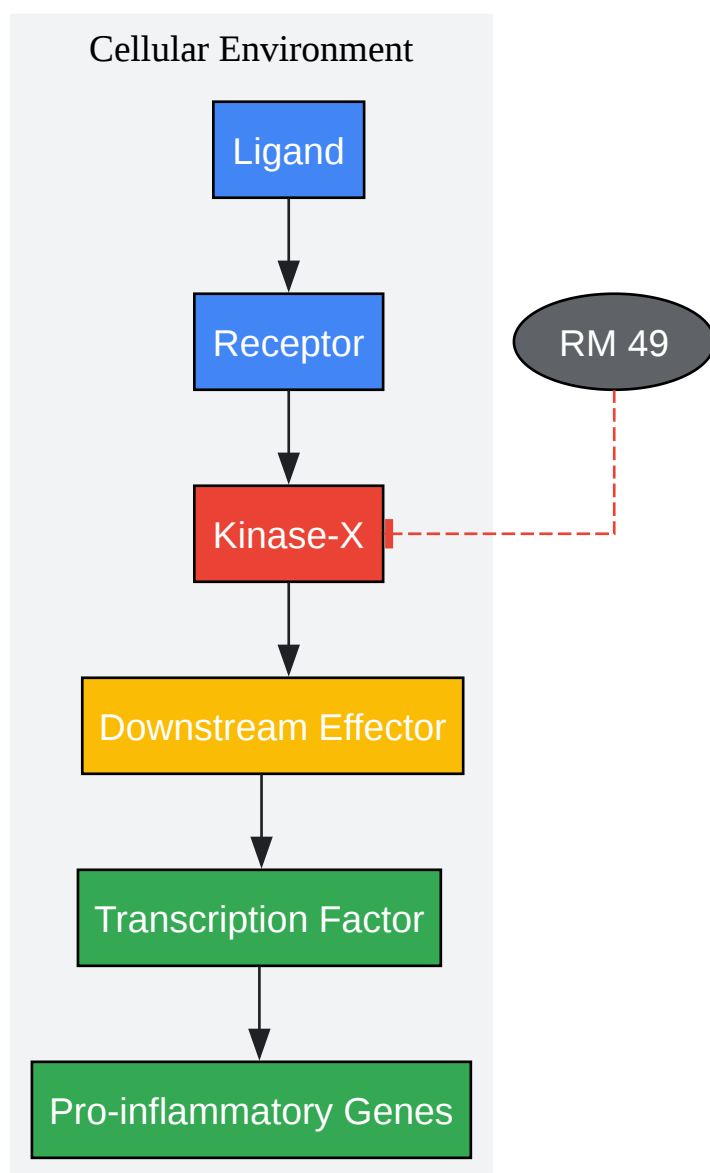 Cellular Environment
Ligand
Receptor
RM 49
Kinase-X
Downstream Effector
Transcription Factor
Pro-inflammatory Genes